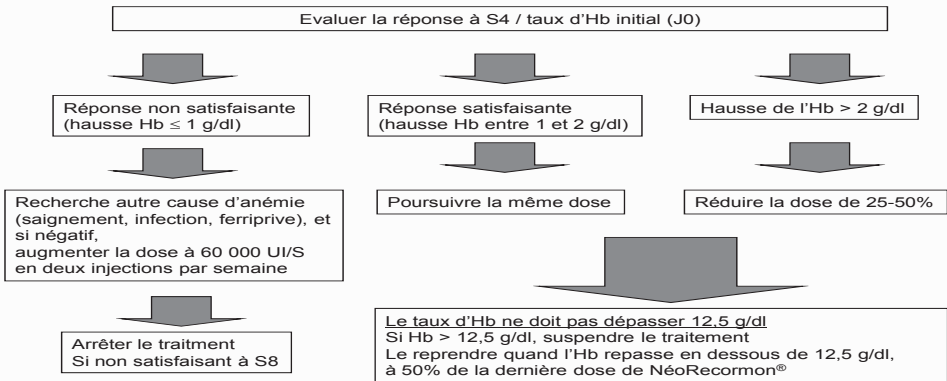 Evaluer la réponse à S4 / taux d'Hb initial (J0)
Réponse non satisfaisante
(hausse Hb ≤ 1 g/dl)
Réponse satisfaisante
(hausse Hb entre 1 et 2 g/dl)
Hausse de l'Hb > 2 g/dl
Recherche autre cause d'anémie
(saignement, infection, ferriprive), et
si négatif,
augmenter la dose à 60 000 UI/S
en deux injections par semaine
Poursuivre la même dose
Réduire la dose de 25-50%
Arrêter le traitment
Si non satisfaisant à S8
Le taux d'Hb ne doit pas dépasser 12,5 g/dl
Si Hb > 12,5 g/dl, suspendre le traitement
Le reprendre quand l'Hb repasse en dessous de 12,5 g/dl,
à 50% de la dernière dose de NéoRecormon®